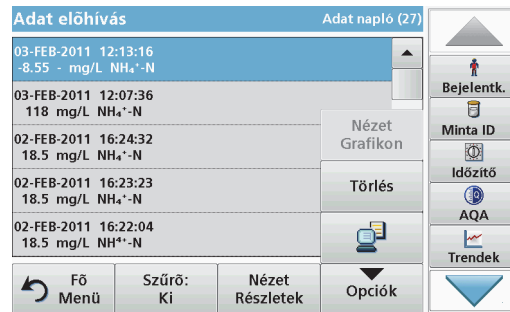 Adat elõhívás
Adat napló (27)
03-FEB-2011 12:13:16
-8.55 - mg/L NH₄⁺-N
03-FEB-2011 12:07:36
118 mg/L NH₄⁺-N
02-FEB-2011 16:24:32
18.5 mg/L NH₄⁺-N
02-FEB-2011 16:23:23
18.5 mg/L NH₄⁺-N
02-FEB-2011 16:22:04
18.5 mg/L NH⁴⁺-N
Nézet
Grafikon
Törlés
Fõ
Menü
Szűrõ:
Ki
Nézet
Részletek
Opciók
Bejelentk.
Minta ID
Időzítő
AQA
Trendek